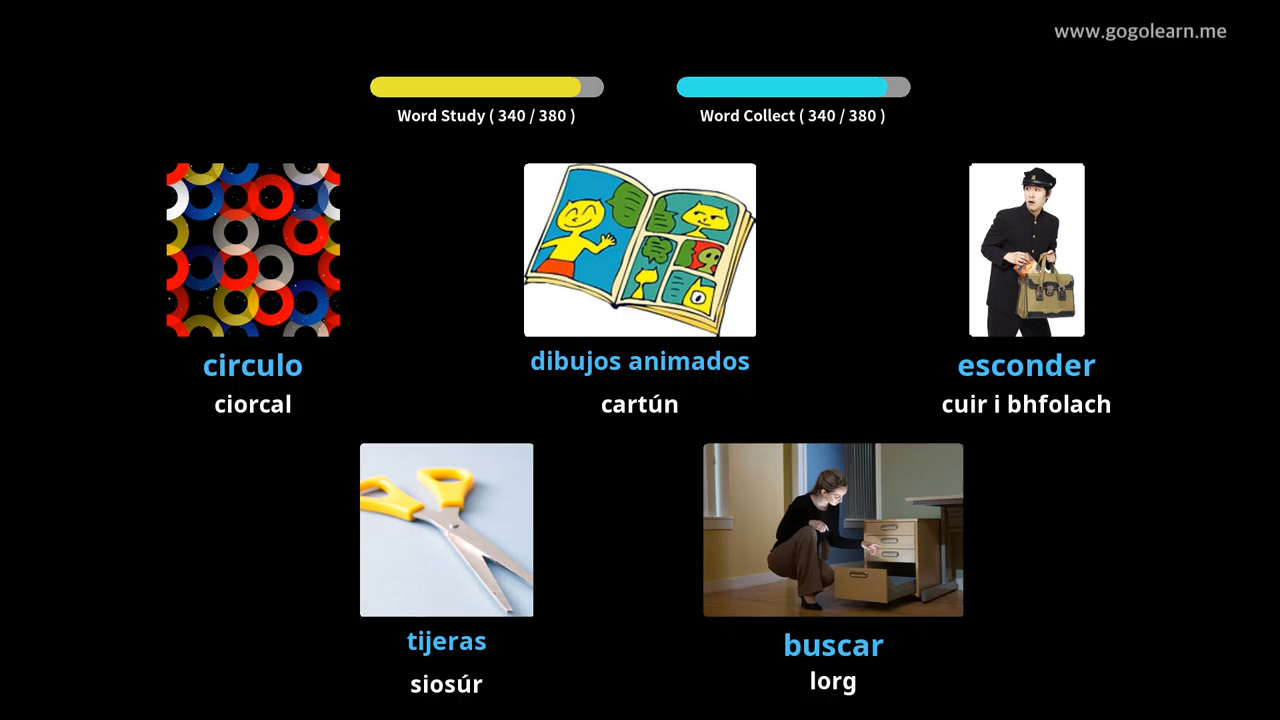 www.gogolearn.me
Word Study ( 340 / 380 )
Word Collect ( 340 / 380 )
circulo
dibujos animados
esconder
ciorcal
cartún
cuir i bhfolach
tijeras
buscar
siosúr
lorg